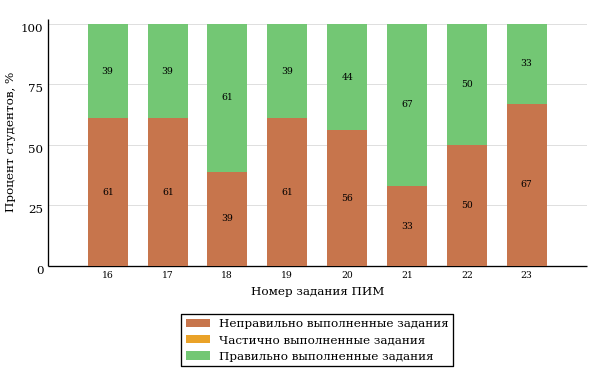 100
75
50
25
0
Процент студентов, %
39 39 61 39 44 67 50 33
61 61 39 61 56 33 50 67
16 17 18 19 20 21 22 23
Номер задания ПИМ
Неправильно выполненные задания
Частично выполненные задания
Правильно выполненные задания